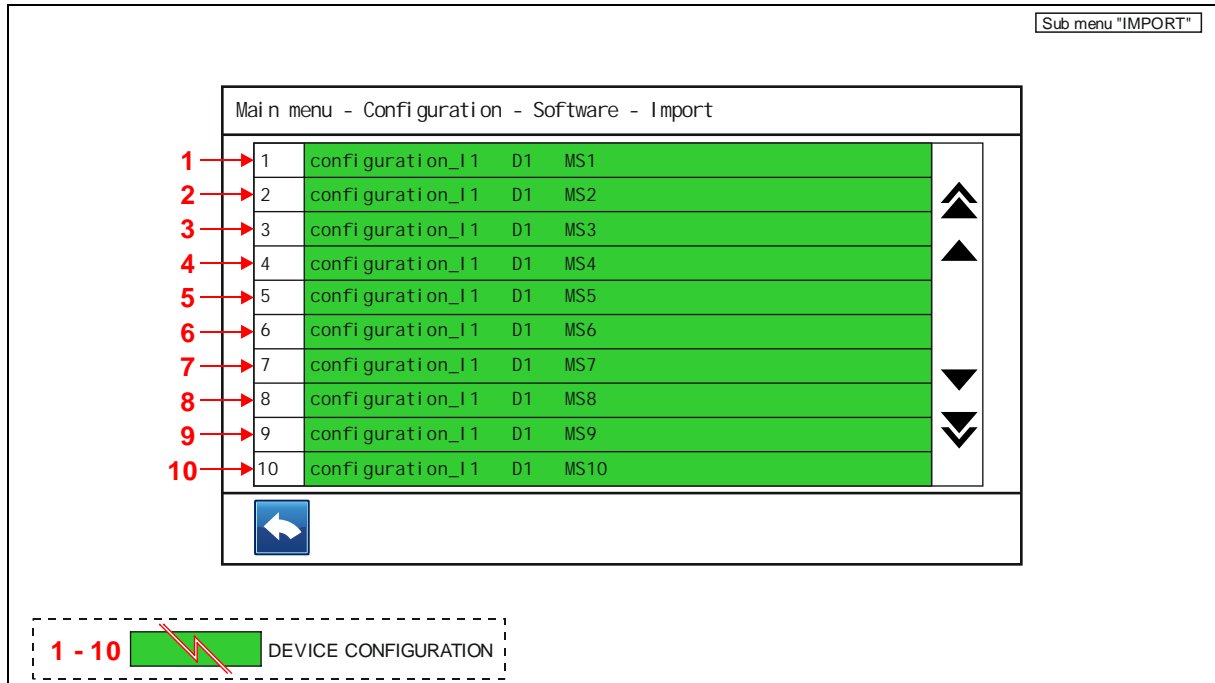 Sub menu "IMPORT"
Main menu - Configuration - Software - Import
1 1 configuration_I1 D1 MS1
2 2 configuration_I1 D1 MS2
3 3 configuration_I1 D1 MS3
4 4 configuration_I1 D1 MS4
5 5 configuration_I1 D1 MS5
6 6 configuration_I1 D1 MS6
7 7 configuration_I1 D1 MS7
8 8 configuration_I1 D1 MS8
9 9 configuration_I1 D1 MS9
10 10 configuration_I1 D1 MS10
1 - 10 DEVICE CONFIGURATION